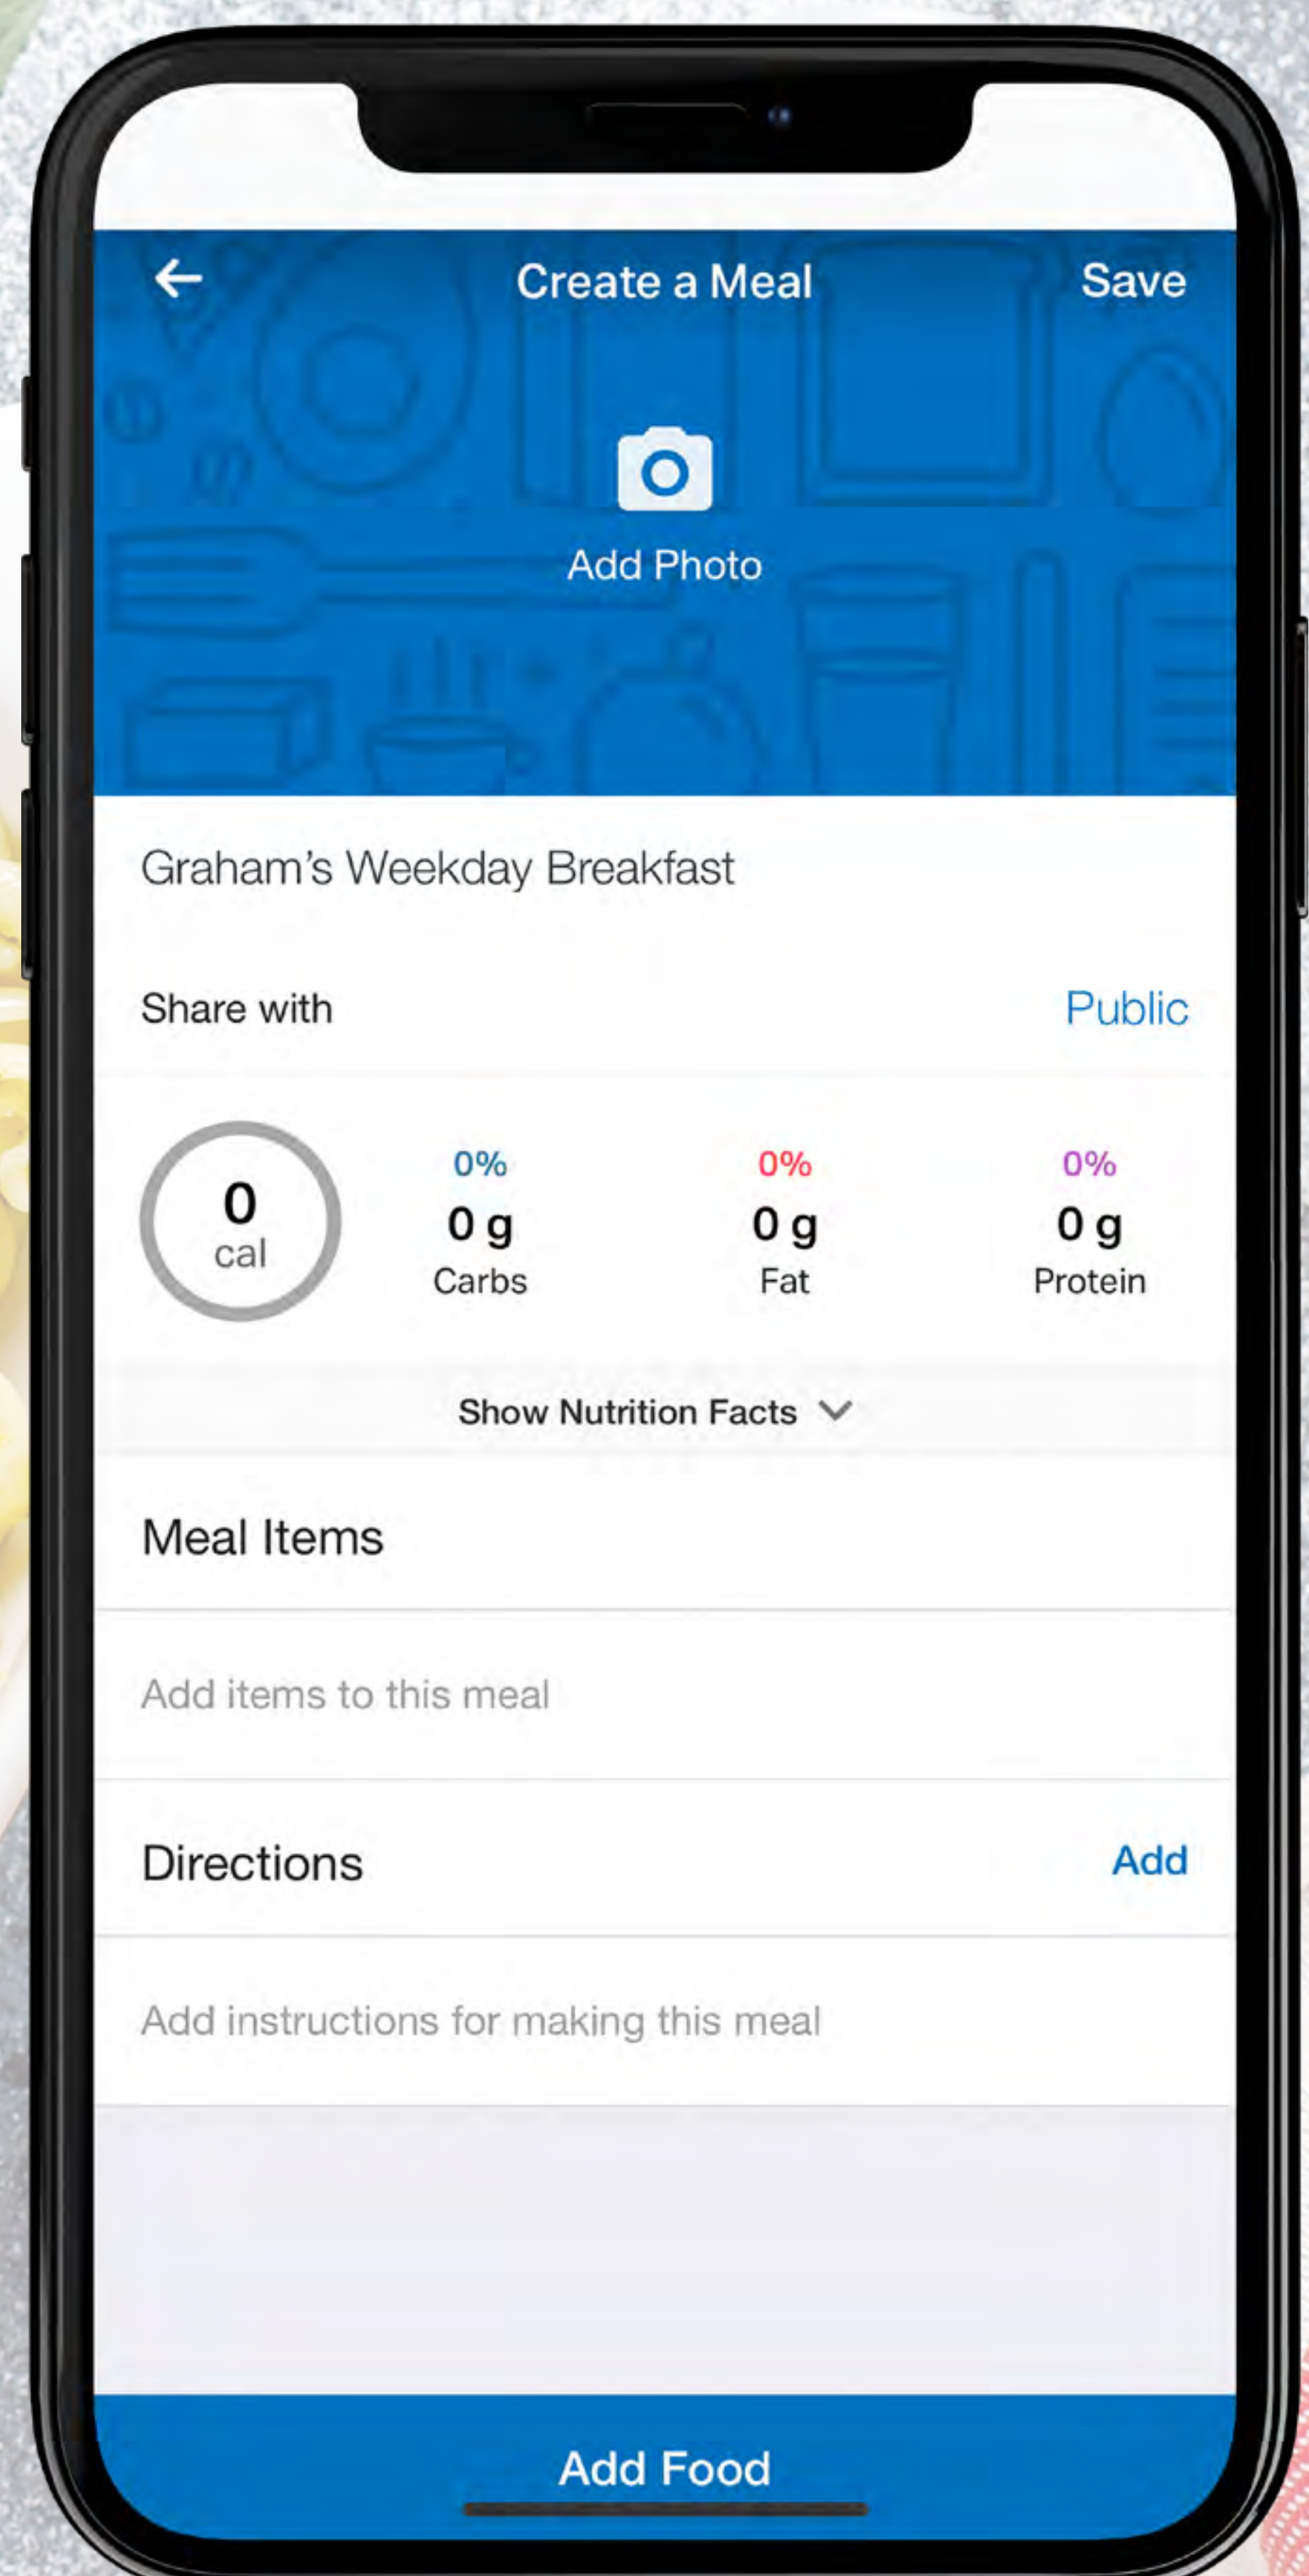 Create a Meal
Save
Add Photo
Graham's Weekday Breakfast
Share with
Public
0
cal
0%
0 g
Carbs
0%
0 g
Fat
0%
0 g
Protein
Show Nutrition Facts
Meal Items
Add items to this meal
Directions
Add
Add instructions for making this meal
Add Food